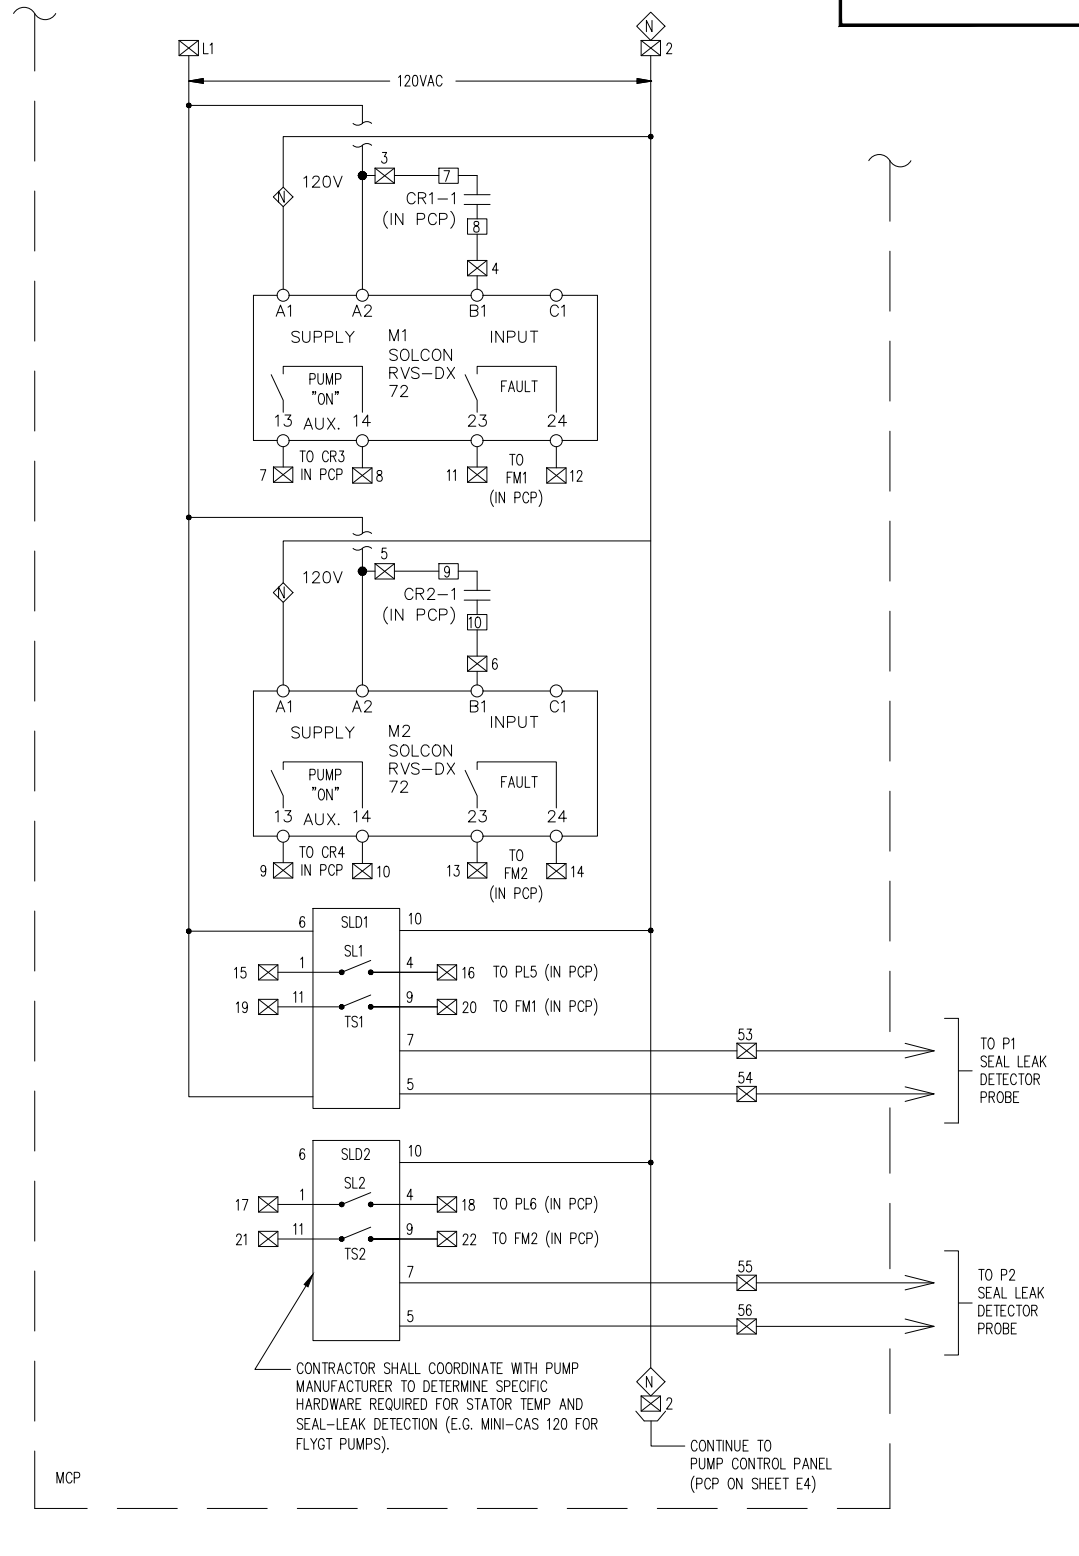 N
L1
2
120VAC
3
7
120V
CR1-1
N
(IN PCP)
8
4
A1 A2 B1 C1
SUPPLY M1 INPUT
SOLCON
RVS-DX
72
PUMP
"ON"
FAULT
13 AUX. 14 23 24
TO CR3
IN PCP
7 8
TO
FM1
(IN PCP)
11 12
5
9
120V
CR2-1
N
(IN PCP)
10
6
A1 A2 B1 C1
INPUT
SUPPLY M2
SOLCON
RVS-DX
72
PUMP
"ON"
FAULT
13 AUX. 14 23 24
TO CR4
IN PCP
9 10
TO
FM2
(IN PCP)
13 14
6 SLD1 10
SL1
15 1 4 16 TO PL5 (IN PCP)
19 11 9 20 TO FM1 (IN PCP)
TS1
7 53
5 54
TO P1
SEAL LEAK
DETECTOR
PROBE
6 SLD2 10
SL2
17 1 4 18 TO PL6 (IN PCP)
21 11 9 22 TO FM2 (IN PCP)
TS2
7 55
5 56
TO P2
SEAL LEAK
DETECTOR
PROBE
CONTRACTOR SHALL COORDINATE WITH PUMP
MANUFACTURER TO DETERMINE SPECIFIC
HARDWARE REQUIRED FOR STATOR TEMP AND
SEAL-LEAK DETECTION (E.G. MINI-CAS 120 FOR
FLYGT PUMPS).
N
2
CONTINUE TO
PUMP CONTROL PANEL
(PCP ON SHEET E4)
MCP